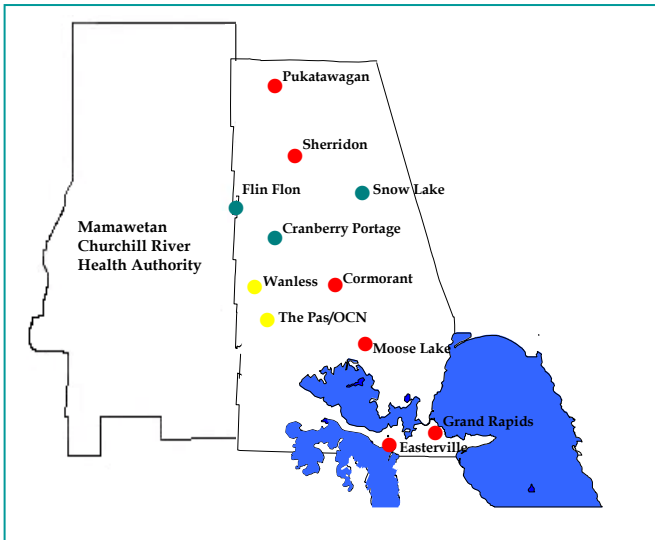 Pukatawagan
Sherridon
Flin Flon
Snow Lake
Mamawetan
Churchill River
Health Authority
Cranberry Portage
Wanless
Cormorant
The Pas/OCN
Moose Lake
Grand Rapids
Easterville